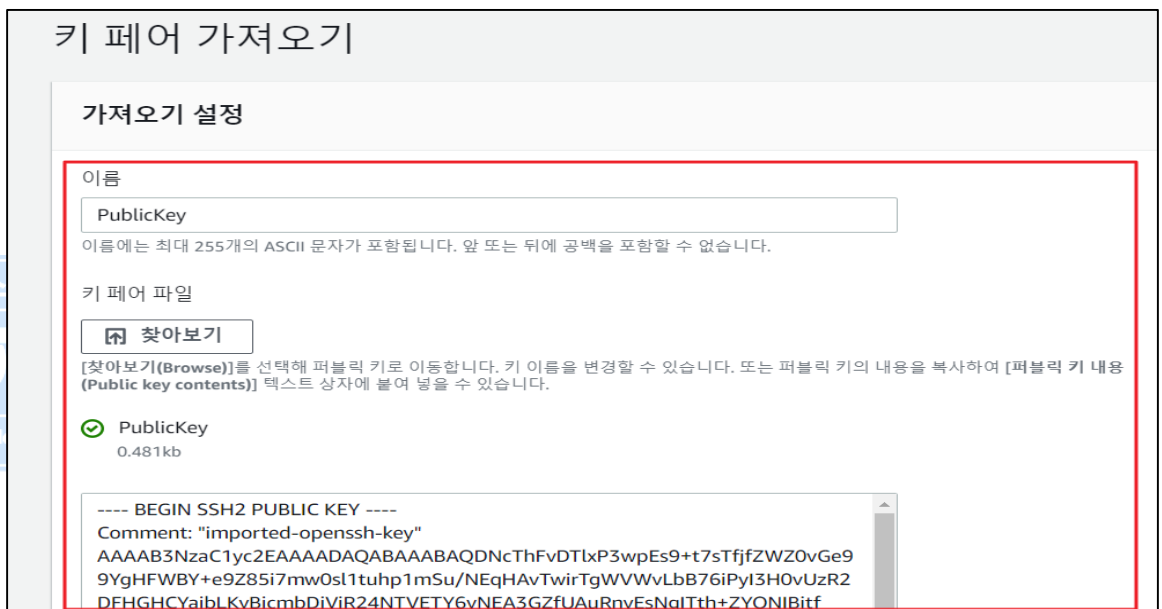 키 페어 가져오기
가져오기 설정
이름
PublicKey
이름에는 최대 255개의 ASCII 문자가 포함됩니다. 앞 또는 뒤에 공백을 포함할 수 없습니다.
키 페어 파일
찾아보기
[찾아보기(Browse)]를 선택해 퍼블릭 키로 이동합니다. 키 이름을 변경할 수 있습니다. 또는 퍼블릭 키의 내용을 복사하여 [퍼블릭 키 내용
(Public key contents)] 텍스트 상자에 붙여 넣을 수 있습니다.
PublicKey
0.481kb
---- BEGIN SSH2 PUBLIC KEY ----
Comment: "imported-openssh-key"
AAAAB3NzaC1yc2EAAAADAQABAAABAQDNcThFvDTlxP3wpEs9+t7sTfjfZWZ0vGe9
9YgHFWBY+e9Z85i7mw0sl1tuhp1mSu/NEqHAvTwirTgWVWvLbB76iPyI3H0vUzR2